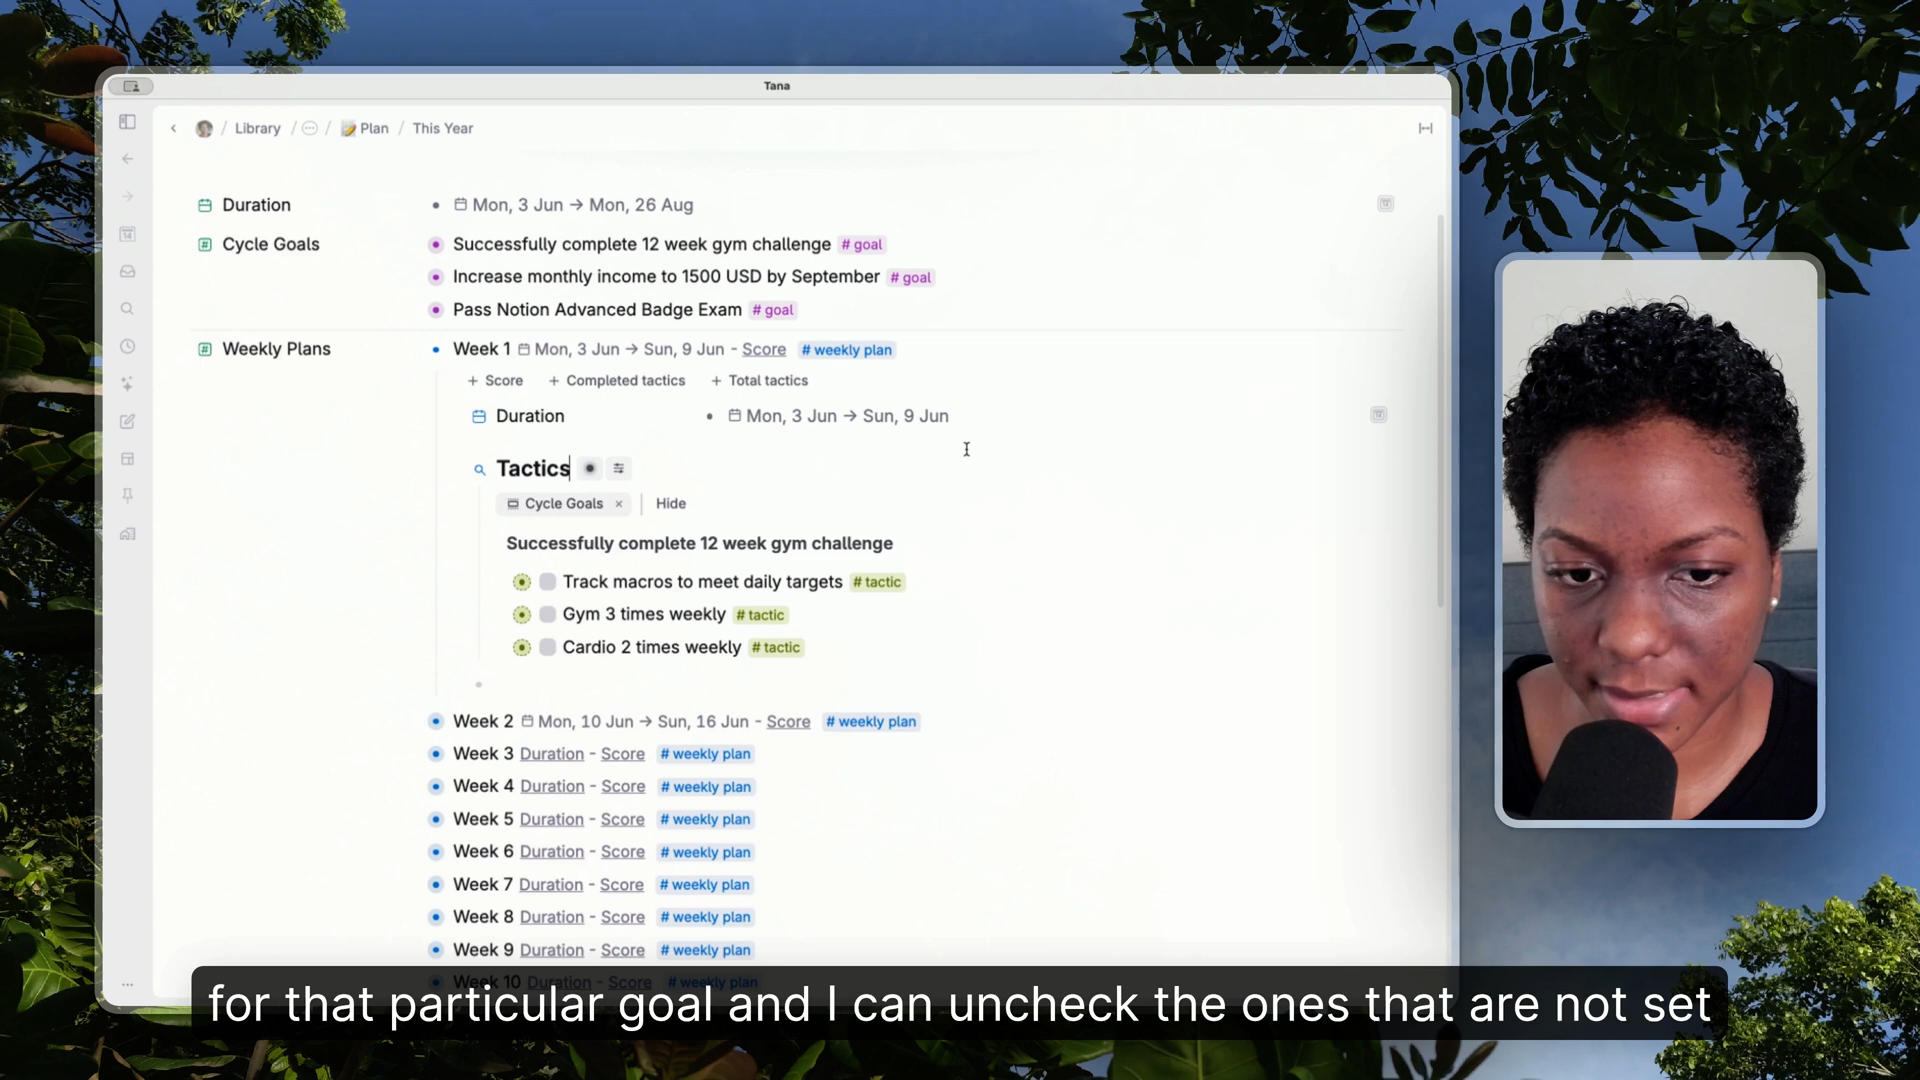 Tana
Library / Plan / This Year
Duration Mon, 3 Jun → Mon, 26 Aug
Cycle Goals Successfully complete 12 week gym challenge # goal
Increase monthly income to 1500 USD by September # goal
Pass Notion Advanced Badge Exam # goal
Weekly Plans Week 1 Mon, 3 Jun → Sun, 9 Jun - Score # weekly plan
+ Score + Completed tactics + Total tactics
Duration Mon, 3 Jun → Sun, 9 Jun
Tactics
Cycle Goals × Hide
Successfully complete 12 week gym challenge
Track macros to meet daily targets # tactic
Gym 3 times weekly # tactic
Cardio 2 times weekly # tactic
Week 2 Mon, 10 Jun → Sun, 16 Jun - Score # weekly plan
Week 3 Duration - Score # weekly plan
Week 4 Duration - Score # weekly plan
Week 5 Duration - Score # weekly plan
Week 6 Duration - Score # weekly plan
Week 7 Duration - Score # weekly plan
Week 8 Duration - Score # weekly plan
Week 9 Duration - Score # weekly plan
Week 10 Duration - Score # weekly plan
for that particular goal and I can uncheck the ones that are not set